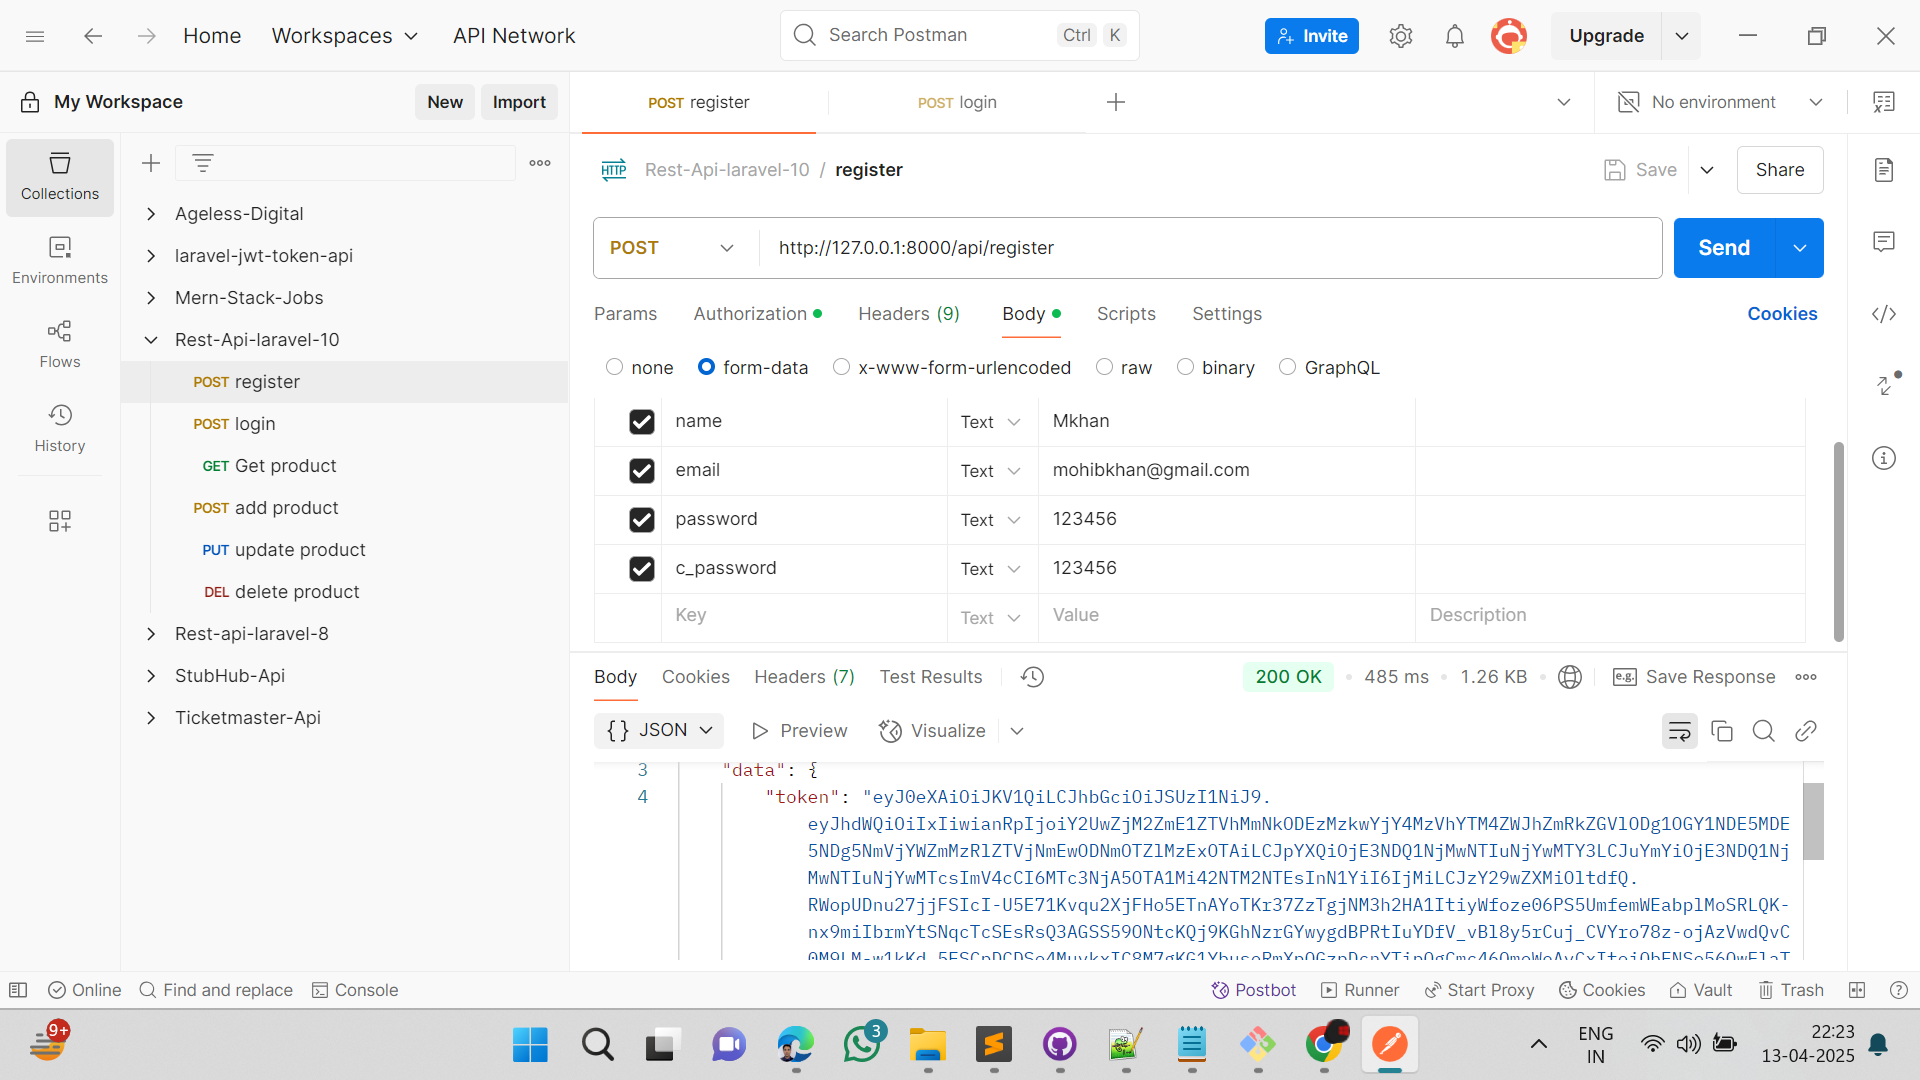 Home
Workspaces
API Network
Search Postman
Ctrl K
Invite
Upgrade
My Workspace
New
Import
POST register
POST login
No environment
Collections
Environments
Flows
History
Ageless-Digital
laravel-jwt-token-api
Mern-Stack-Jobs
Rest-Api-laravel-10
POST register
POST login
GET Get product
POST add product
PUT update product
DEL delete product
Rest-api-laravel-8
StubHub-Api
Ticketmaster-Api
HTTP Rest-Api-laravel-10 / register
Save
Share
POST http://127.0.0.1:8000/api/register
Send
Params Authorization Headers (9) Body Scripts Settings
Cookies
none form-data x-www-form-urlencoded raw binary GraphQL
name Text Mkhan
email Text mohibkhan@gmail.com
password Text 123456
c_password Text 123456
Key Text Value Description
Body Cookies Headers (7) Test Results
200 OK • 485 ms • 1.26 KB
e.g. Save Response
{} JSON Preview Visualize
3 "data": {
4 "token": "eyJ0eXAiOiJKV1QiLCJhbGciOiJSUzI1NiJ9.
eyJhdWQiOiIxIiwianRpIjoiY2UwZjM2ZmE1ZTVhMmNkODEzMzkwYjY4MzVhYTM4ZWJhZmRkZGVlODg1OGY1NDE5MDE
5NDg5NmVjYWZmMzRlZTVjNmEwODNmOTZlMzExOTAiLCJpYXQiOjE3NDQ1NjMwNTIuNjYwMTY3LCJuYmYiOjE3NDQ1Nj
MwNTIuNjYwMTcsImV4cCI6MTc3NjA5OTA1Mi42NTM2NTEsInN1YiI6IjMiLCJzY29wZXMiOltdfQ.
RWopUDnu27jjFSIcI-U5E71Kvqu2XjFHo5ETnAYoTKr37ZzTgjNM3h2HA1ItiyWfoze06PS5UmfemWEabplMoSRLQK-
nx9miIbrmYtSNqcTcSEsRsQ3AGSS59ONtcKQj9KGhNzrGYwygdBPRtIuYDfV_vBl8y5rCuj_CVYro78z-ojAzVwdQvC
Online
Find and replace
Console
Postbot
Runner
Start Proxy
Cookies
Vault
Trash
9+
3
ENG
IN
22:23
13-04-2025